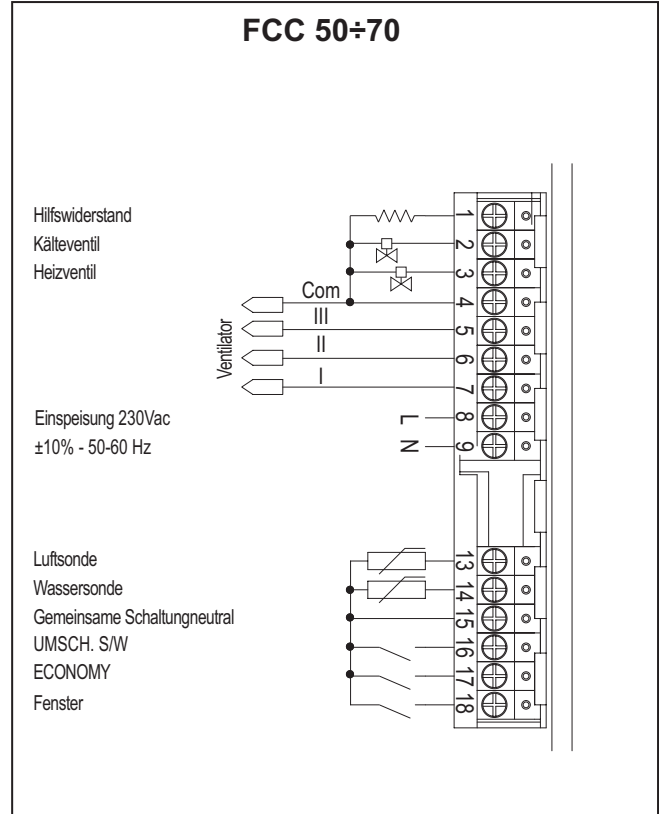 FCC 50÷70
Hilfswiderstand
Kälteventil
Heizventil
Com
III
II
I
Ventilator
Einspeisung 230Vac
±10% - 50-60 Hz
L
N
1
2
3
4
5
6
7
8
9
Luftsonde
Wassersonde
Gemeinsame Schaltungneutral
UMSCH. S/W
ECONOMY
Fenster
13
14
15
16
17
18